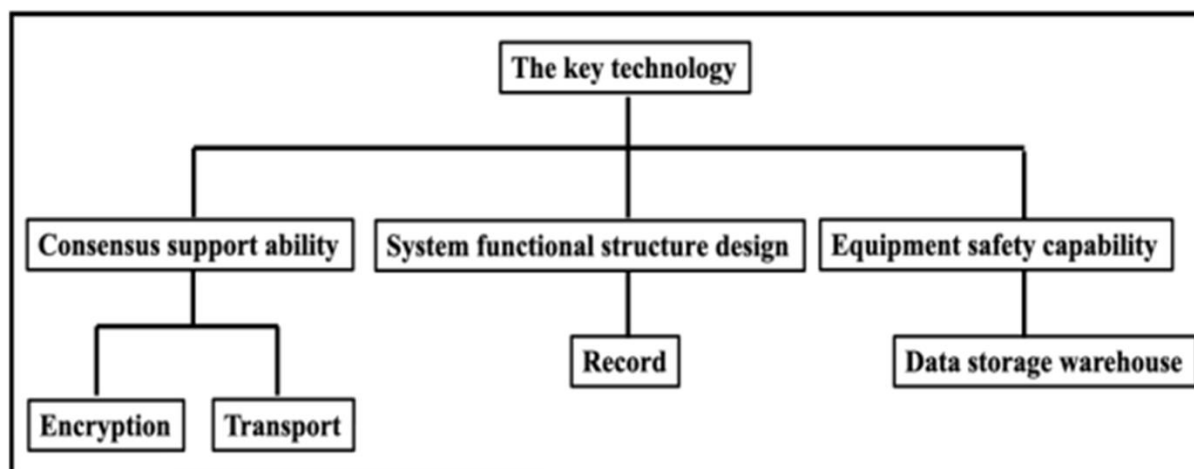 The key technology
Consensus support ability
System functional structure design
Equipment safety capability
Record
Data storage warehouse
Encryption
Transport